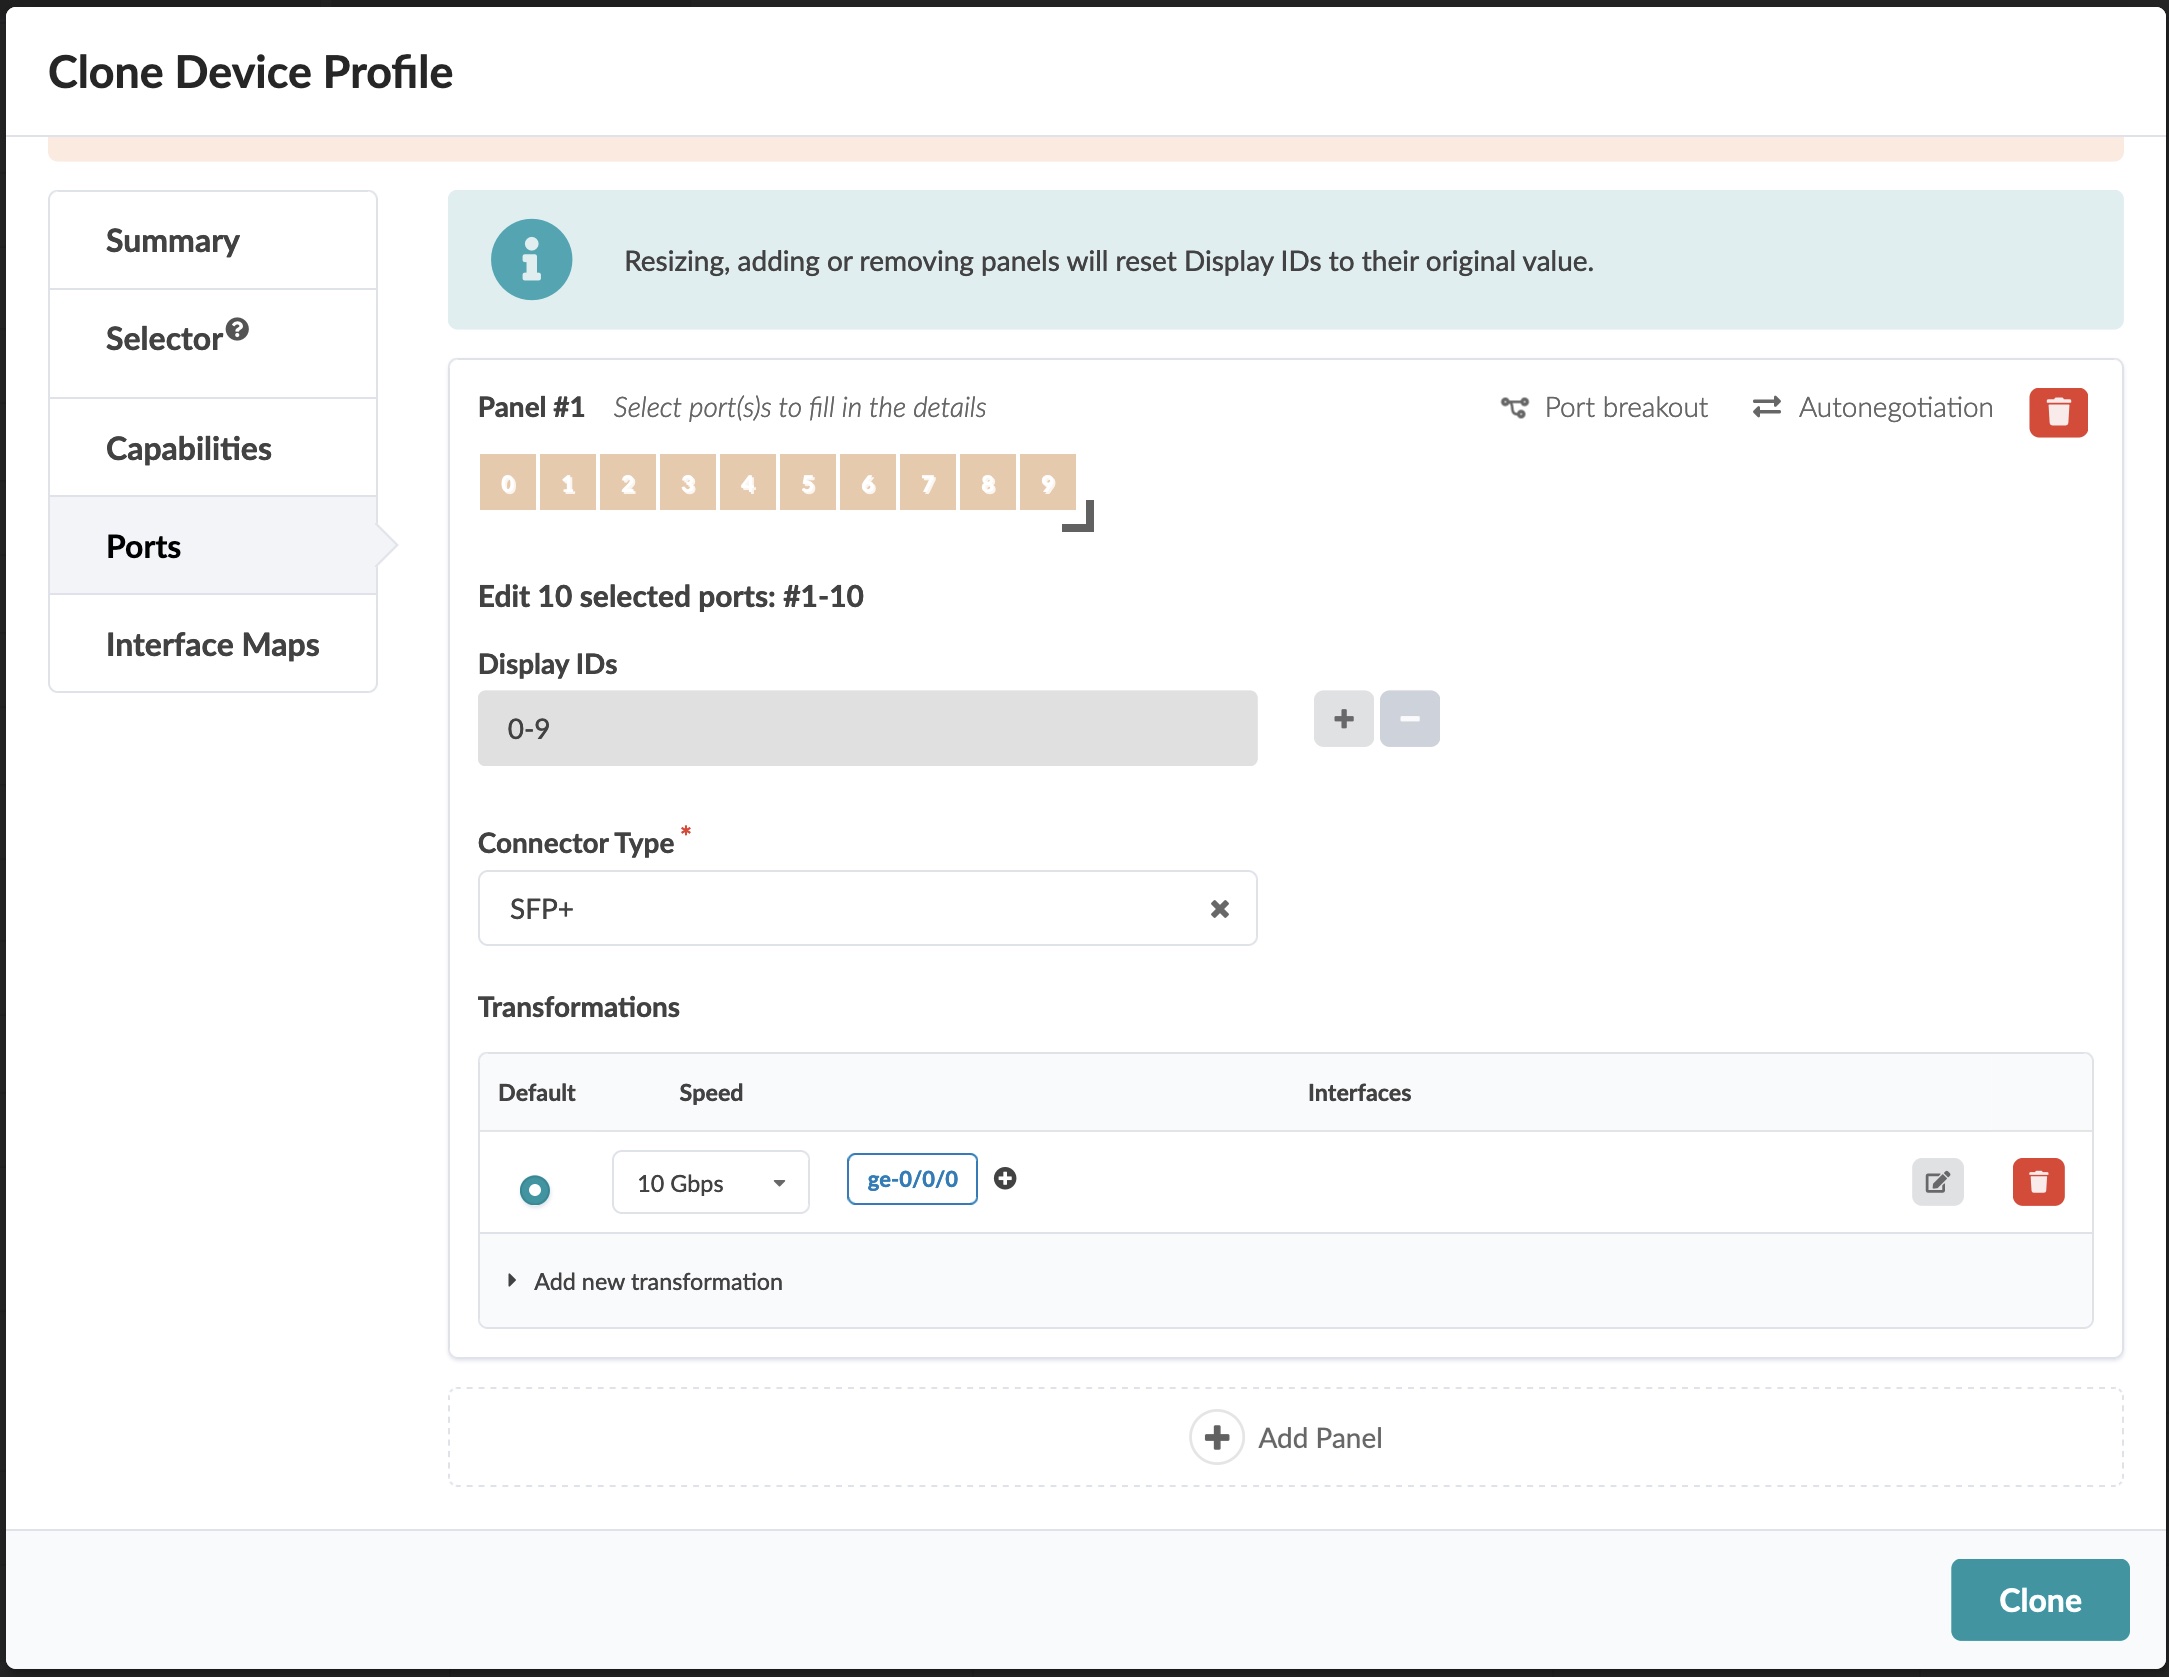 Clone Device Profile
Summary
Selector
Capabilities
Ports
Interface Maps
Resizing, adding or removing panels will reset Display IDs to their original value.
Panel #1 Select port(s)s to fill in the details Port breakout Autonegotiation
0 1 2 3 4 5 6 7 8 9
Edit 10 selected ports: #1-10
Display IDs
0-9
Connector Type *
SFP+
Transformations
Default Speed Interfaces
10 Gbps ge-0/0/0
Add new transformation
Add Panel
Clone